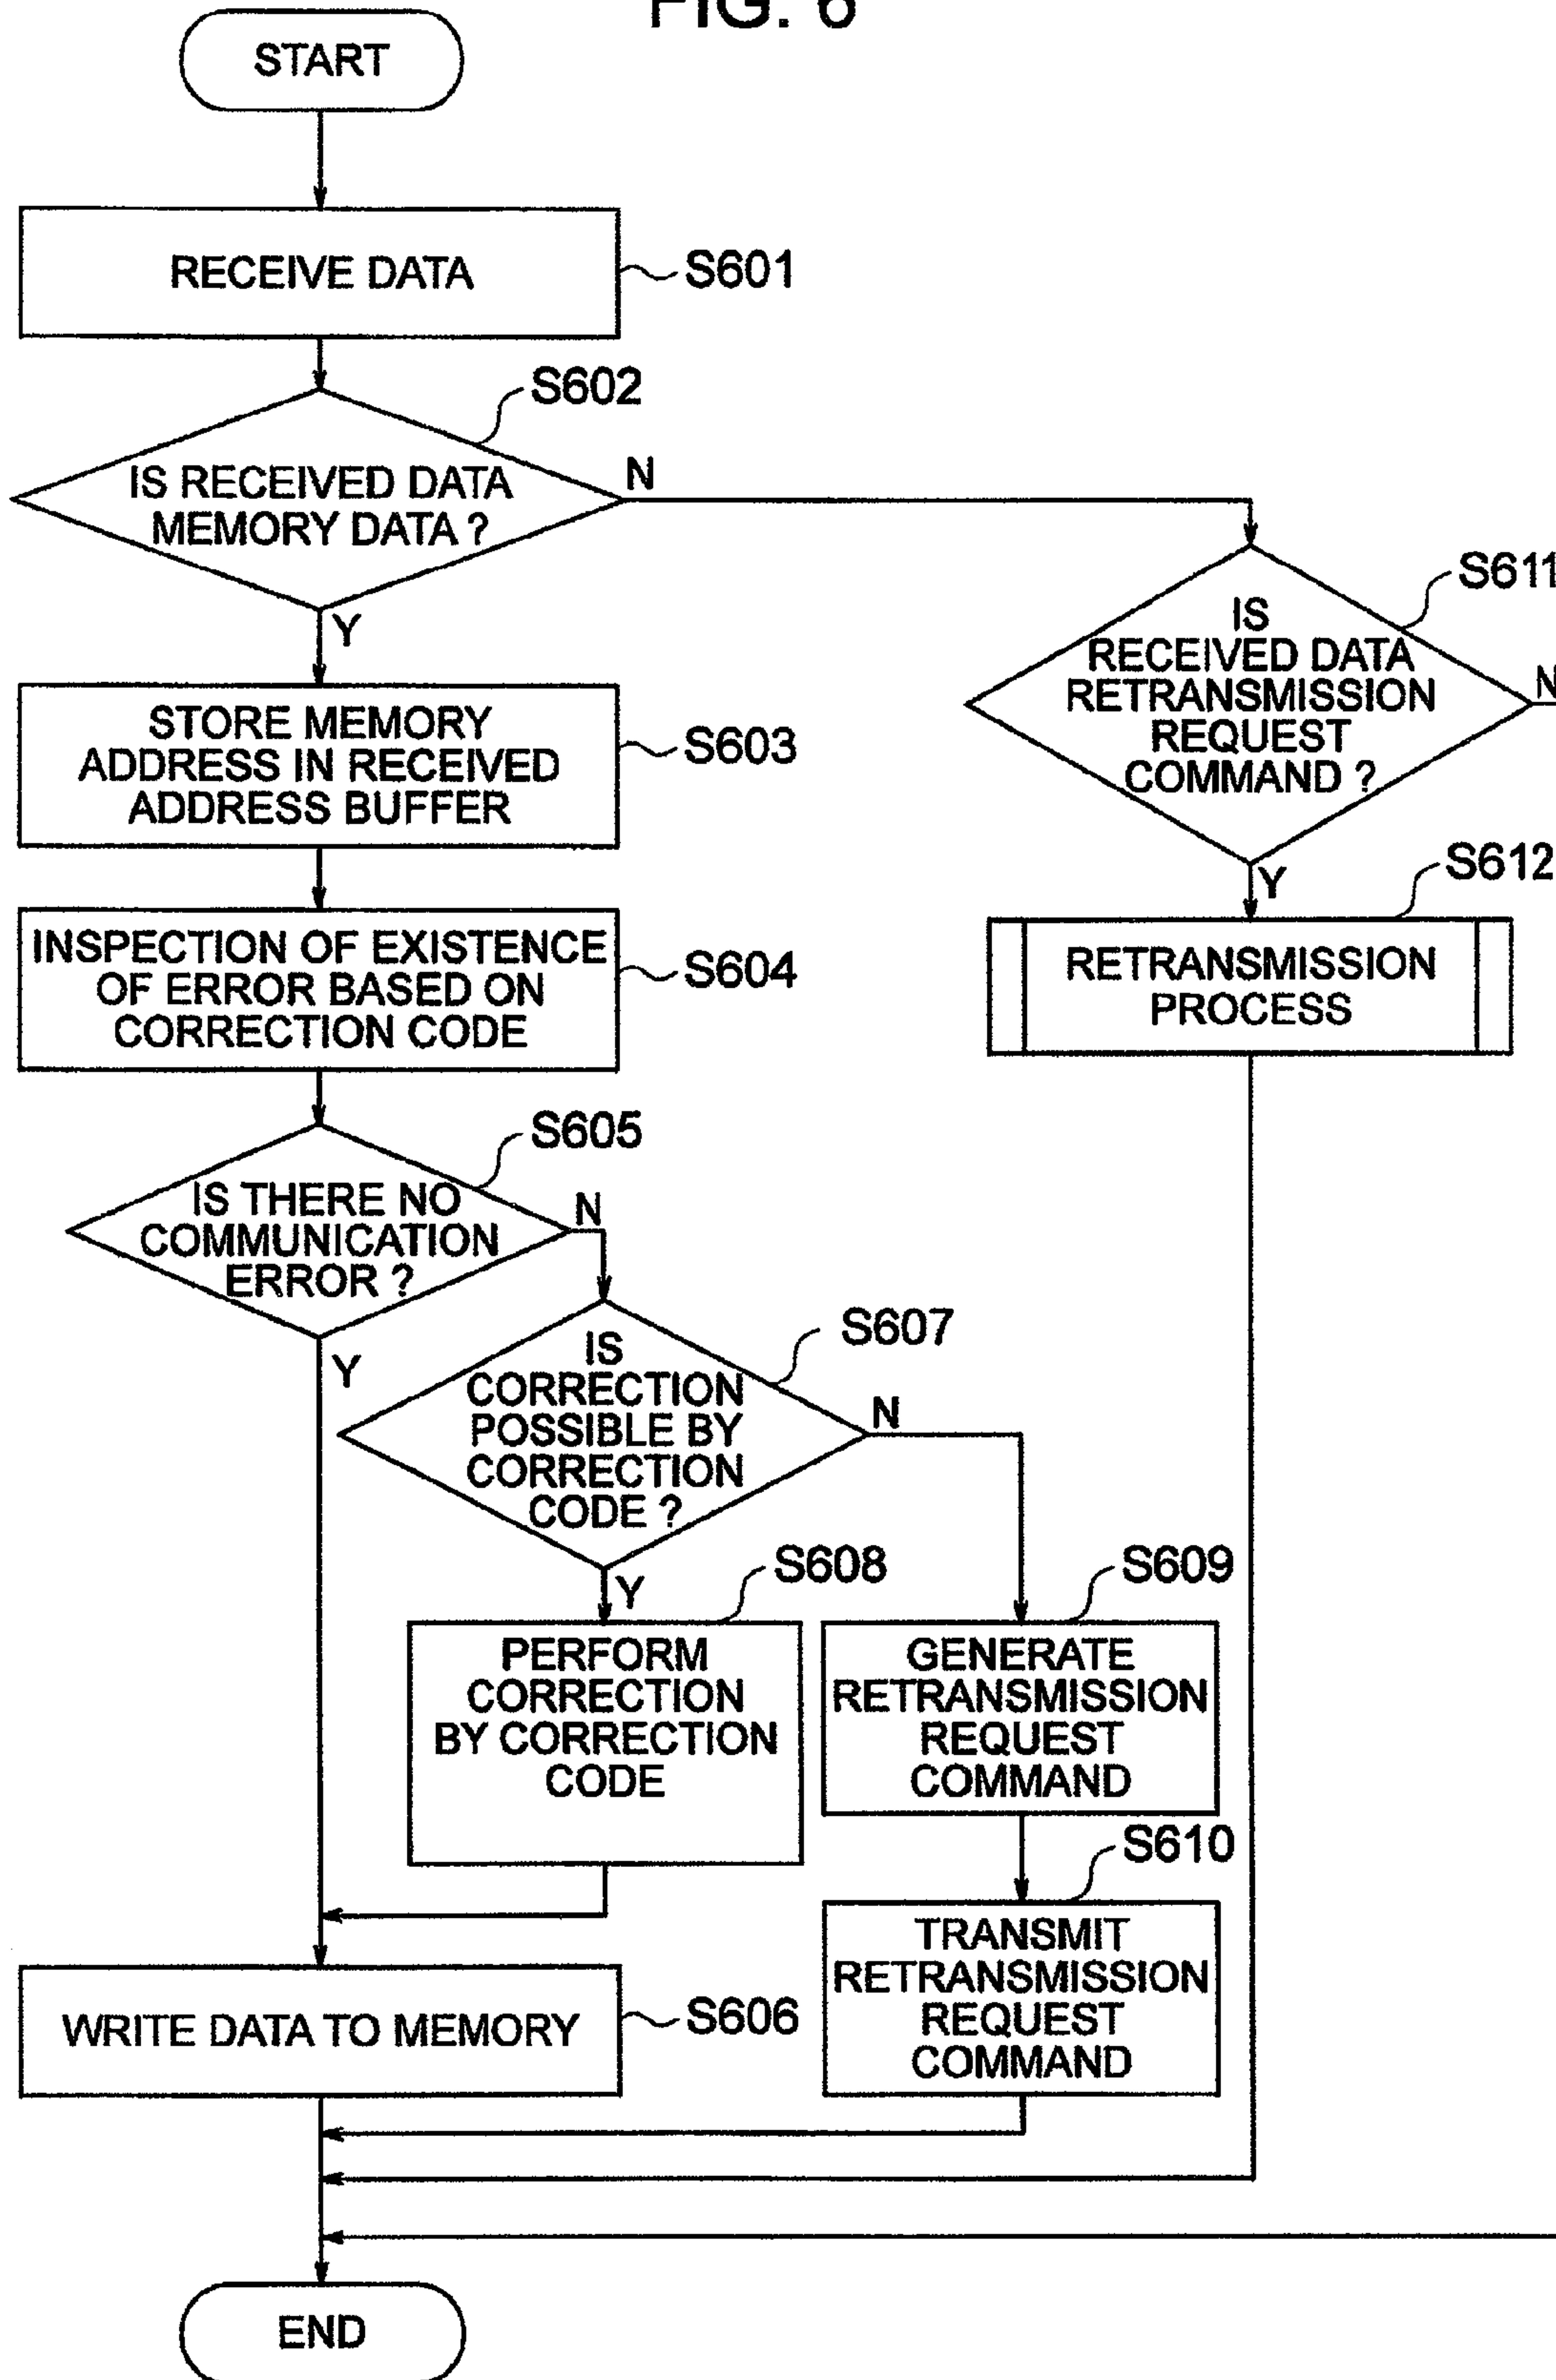 FIG. 6
START
RECEIVE DATA
S601
S602
IS RECEIVED DATA
MEMORY DATA ?
N
Y
S611
IS
RECEIVED DATA
RETRANSMISSION
REQUEST
COMMAND ?
N
Y
STORE MEMORY
ADDRESS IN RECEIVED
ADDRESS BUFFER
S603
S612
RETRANSMISSION
PROCESS
INSPECTION OF EXISTENCE
OF ERROR BASED ON
CORRECTION CODE
S604
S605
IS THERE NO
COMMUNICATION
ERROR ?
N
Y
S607
IS
CORRECTION
POSSIBLE BY
CORRECTION
CODE ?
N
Y
S608
PERFORM
CORRECTION
BY CORRECTION
CODE
S609
GENERATE
RETRANSMISSION
REQUEST
COMMAND
S610
TRANSMIT
RETRANSMISSION
REQUEST
COMMAND
WRITE DATA TO MEMORY
S606
END